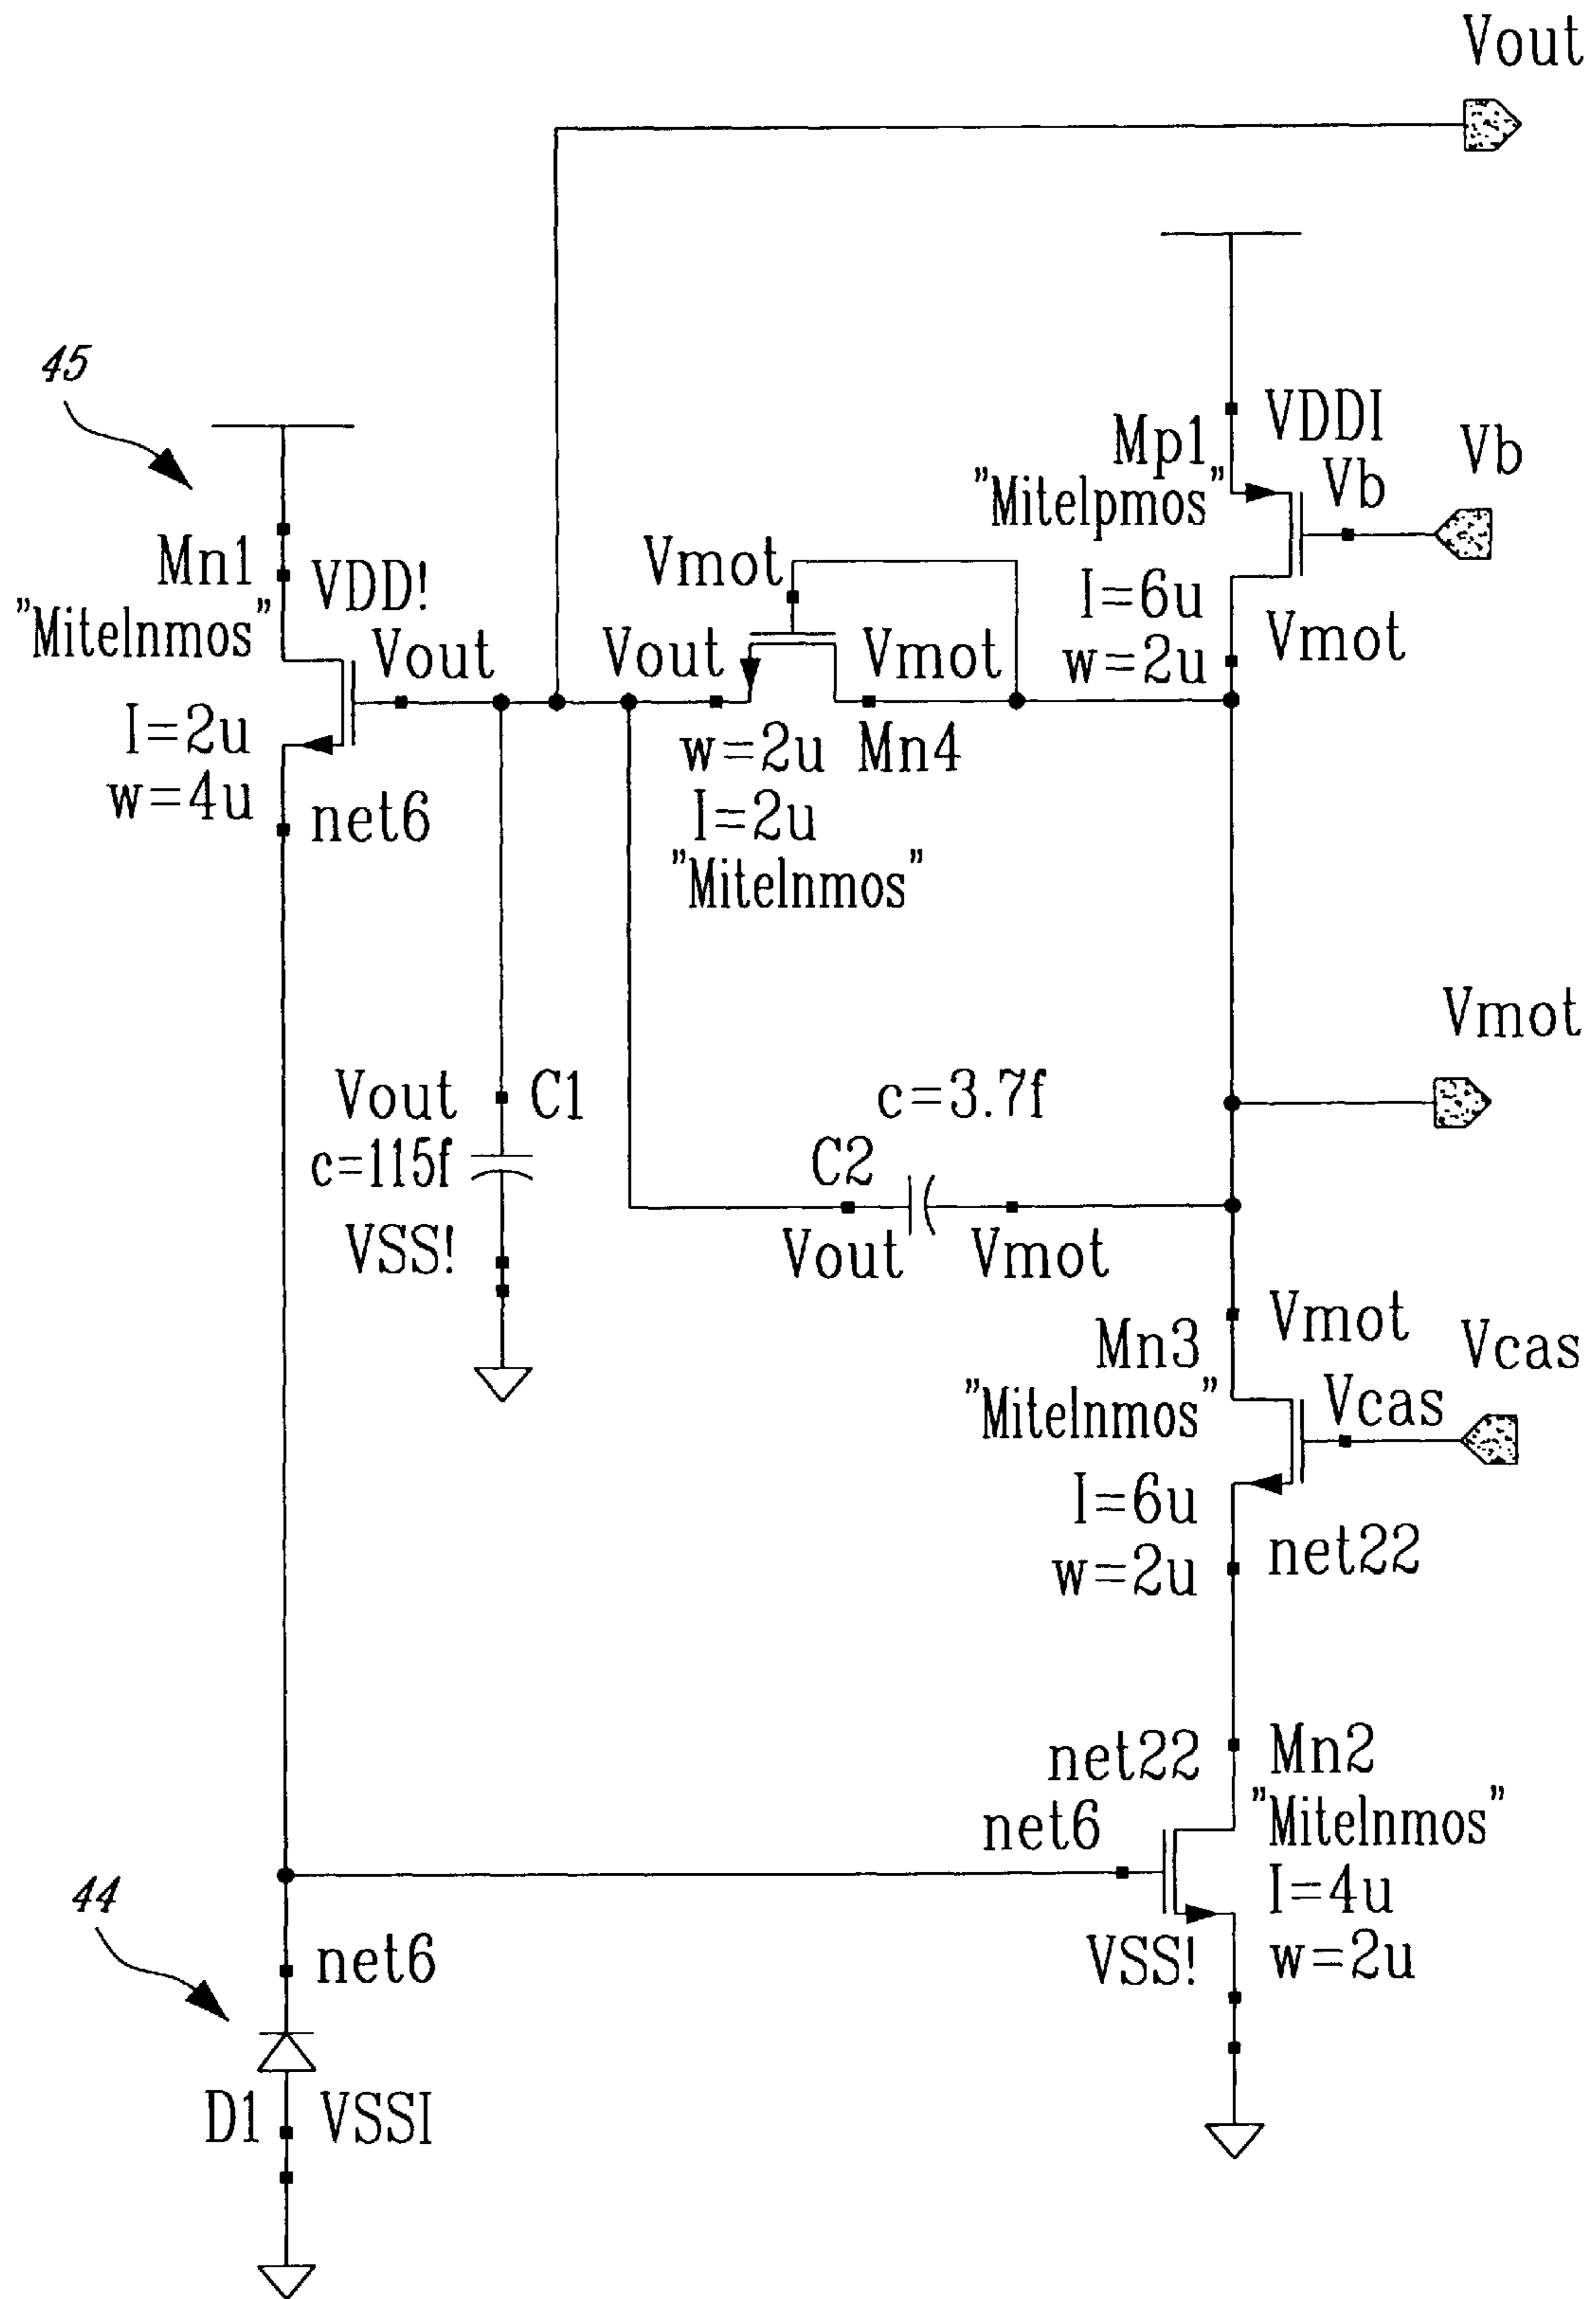 Vout
45
VDDI
Mp1
Vb
Vb
"Mitelpmos"
Mn1
VDD!
Vmot
I=6u
"Mitelnmos"
Vout
Vout
Vmot
w=2u
Vmot
I=2u
w=2u
Mn4
w=4u
net6
I=2u
"Mitelnmos"
Vmot
Vout
C1
c=3.7f
c=115f
C2
VSS!
Vout
Vmot
Vmot
Mn3
Vcas
"Mitelnmos"
Vcas
I=6u
w=2u
net22
net22
Mn2
net6
"Mitelnmos"
I=4u
44
net6
VSS!
w=2u
D1
VSSI